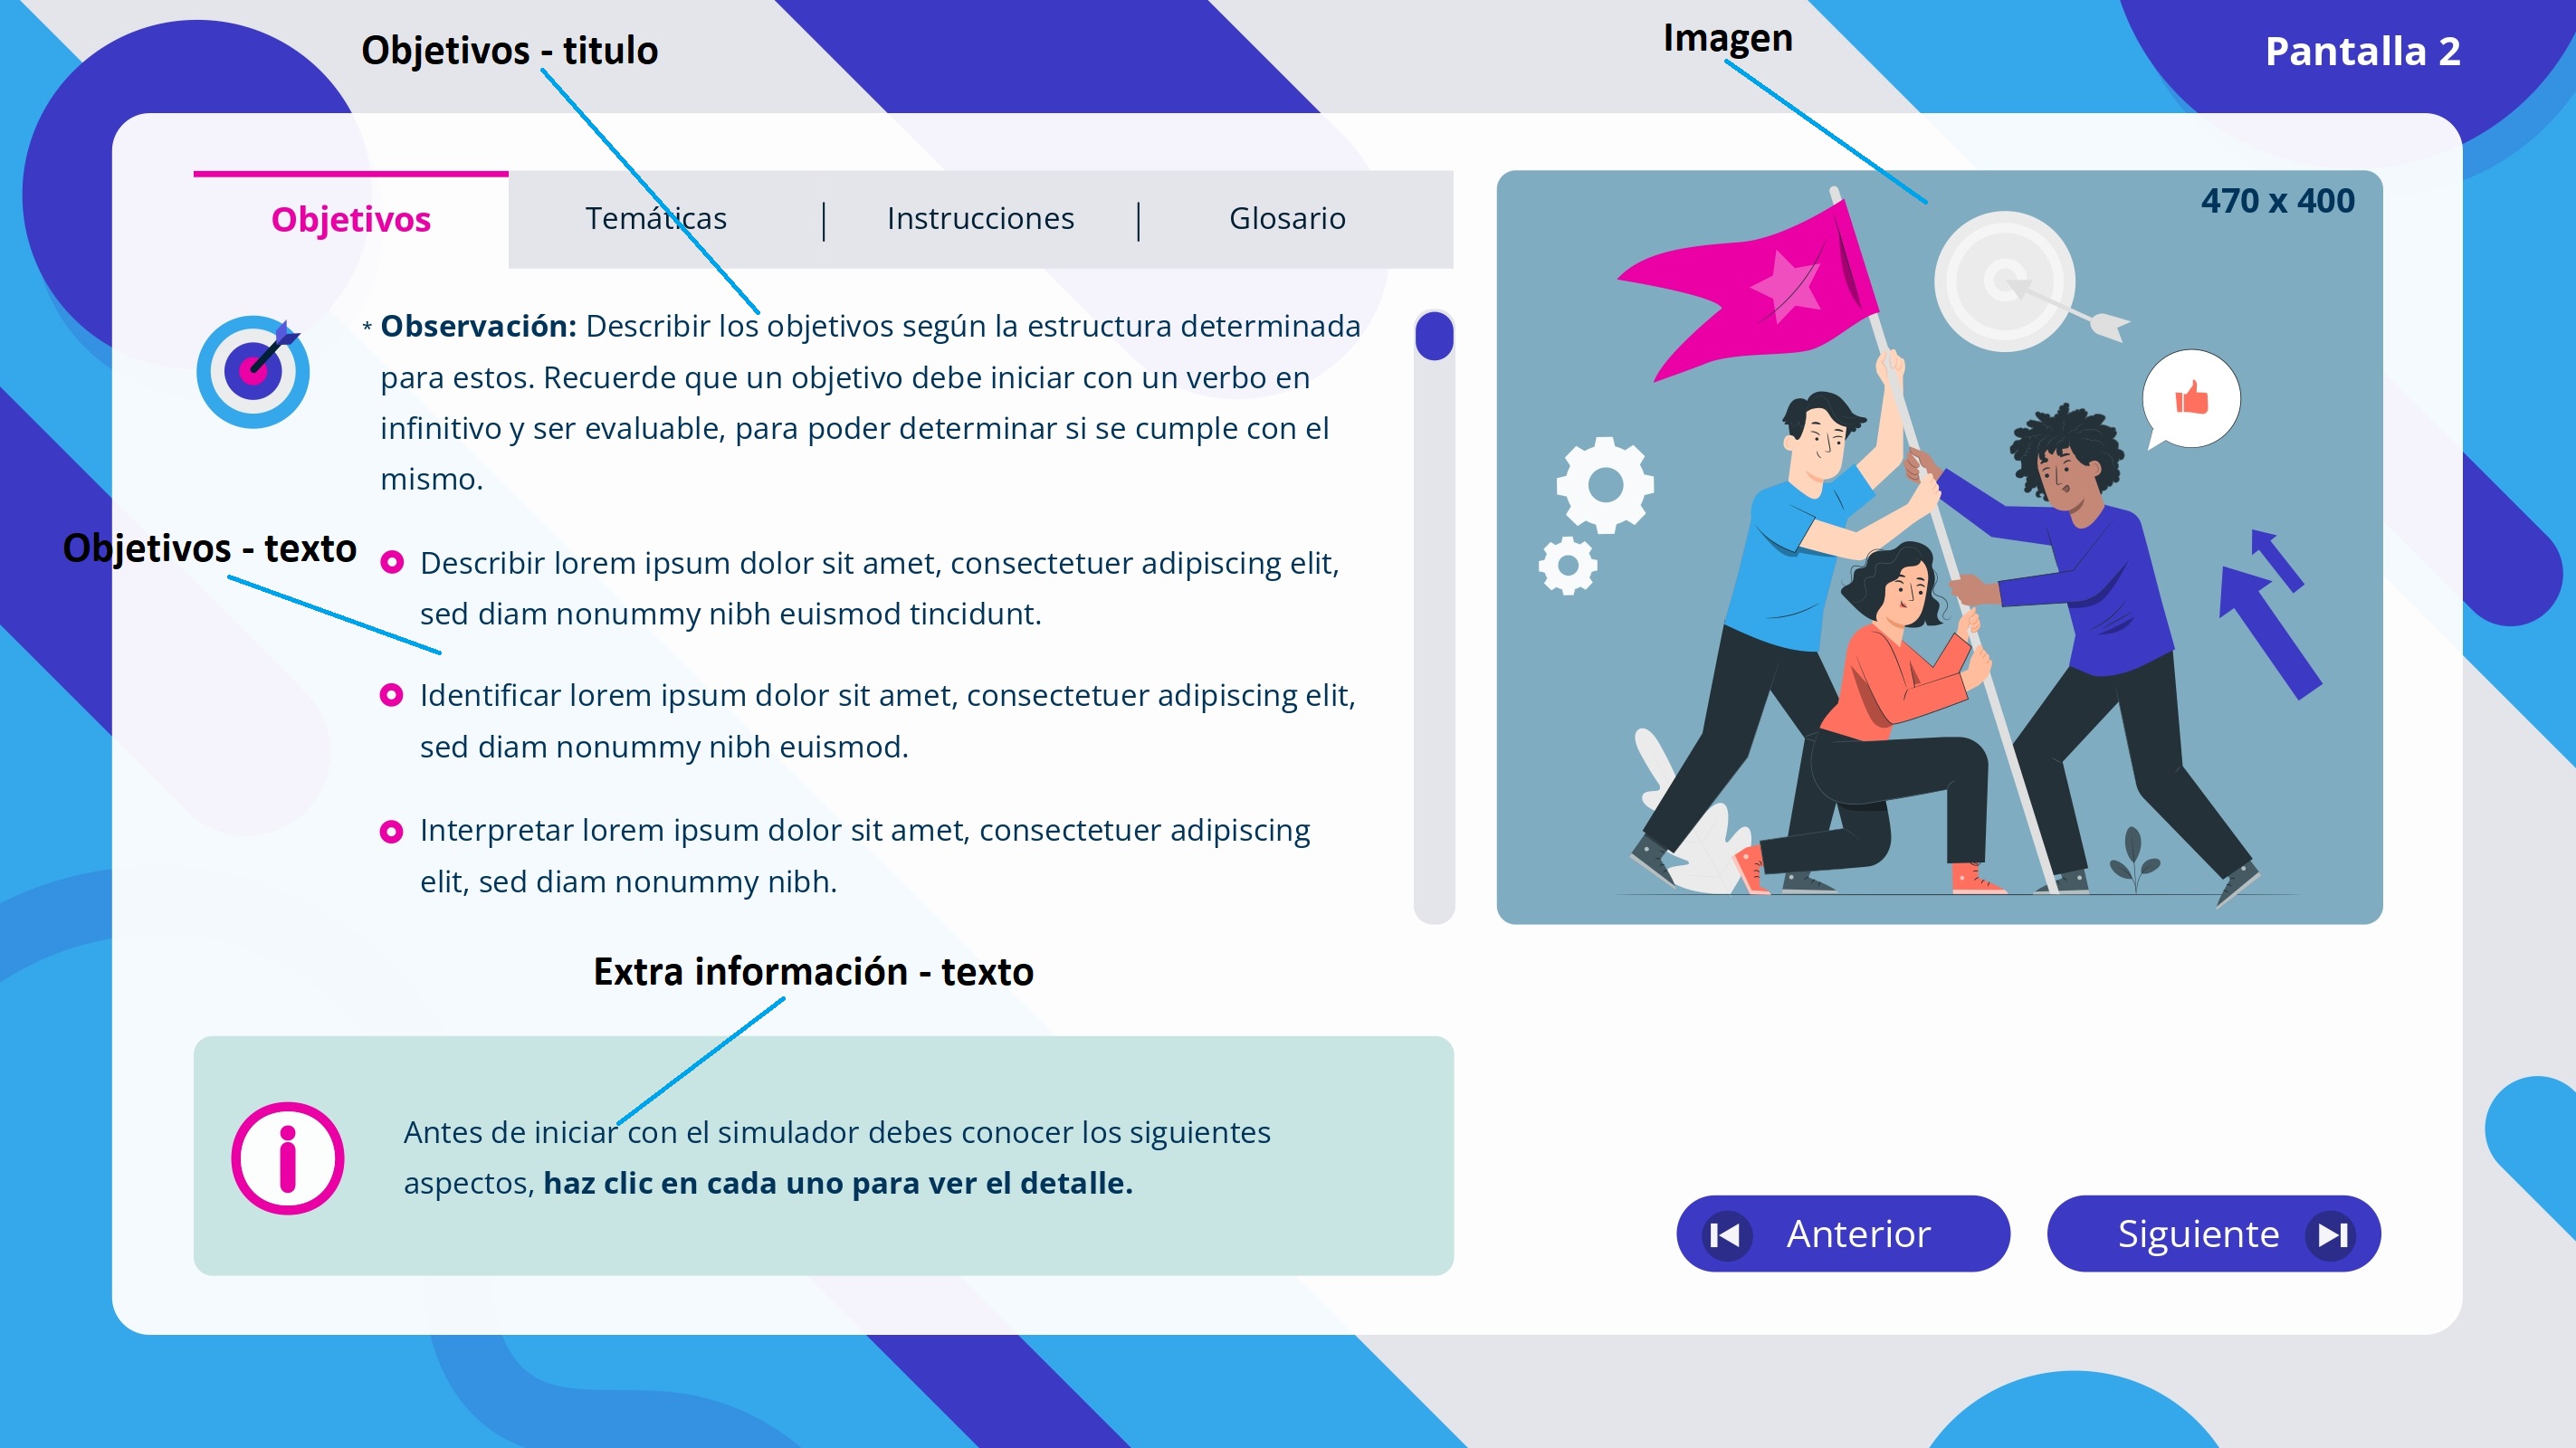 Objetivos - titulo
Imagen
Pantalla 2
Objetivos
Temáticas
Instrucciones
Glosario
470 x 400
* Observación: Describir los objetivos según la estructura determinada
para estos. Recuerde que un objetivo debe iniciar con un verbo en
infinitivo y ser evaluable, para poder determinar si se cumple con el
mismo.
Objetivos - texto
Describir lorem ipsum dolor sit amet, consectetuer adipiscing elit,
sed diam nonummy nibh euismod tincidunt.
Identificar lorem ipsum dolor sit amet, consectetuer adipiscing elit,
sed diam nonummy nibh euismod.
Interpretar lorem ipsum dolor sit amet, consectetuer adipiscing
elit, sed diam nonummy nibh.
Extra información - texto
Antes de iniciar con el simulador debes conocer los siguientes
aspectos, haz clic en cada uno para ver el detalle.
Anterior
Siguiente